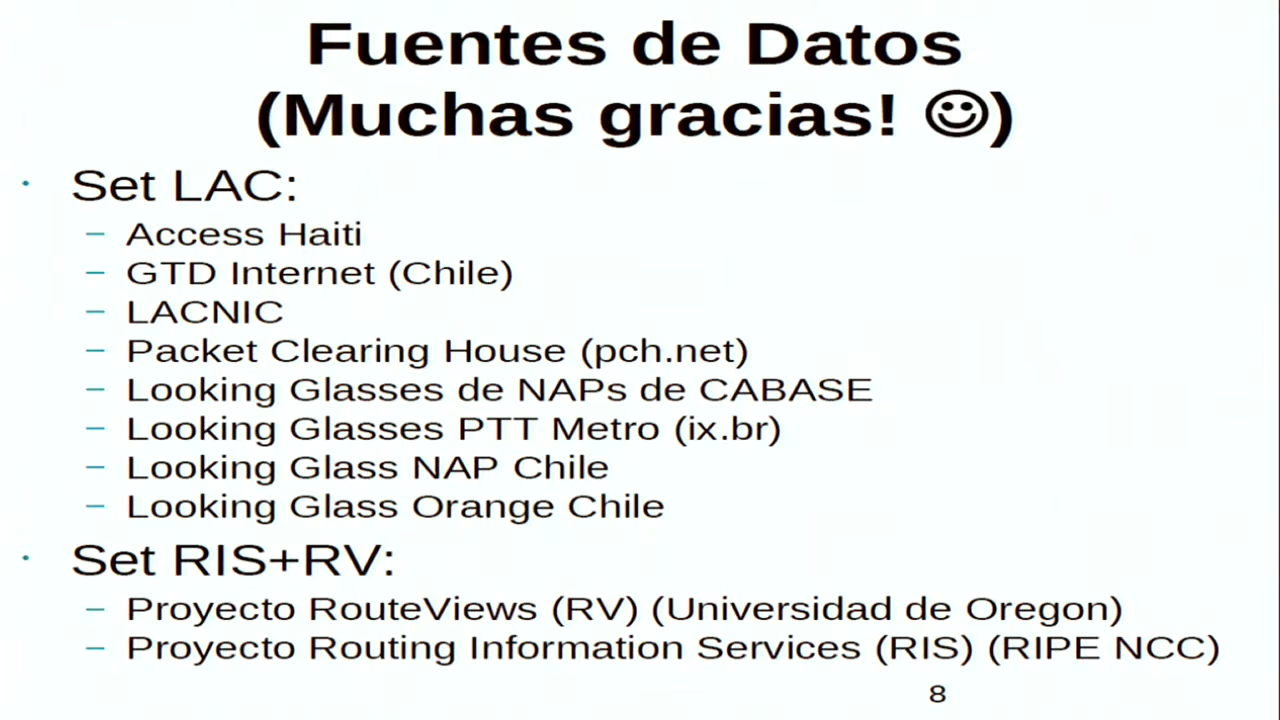 Fuentes de Datos
(Muchas gracias! ☺)
· Set LAC:
– Access Haiti
– GTD Internet (Chile)
– LACNIC
– Packet Clearing House (pch.net)
– Looking Glasses de NAPs de CABASE
– Looking Glasses PTT Metro (ix.br)
– Looking Glass NAP Chile
– Looking Glass Orange Chile
· Set RIS+RV:
– Proyecto RouteViews (RV) (Universidad de Oregon)
– Proyecto Routing Information Services (RIS) (RIPE NCC)
8